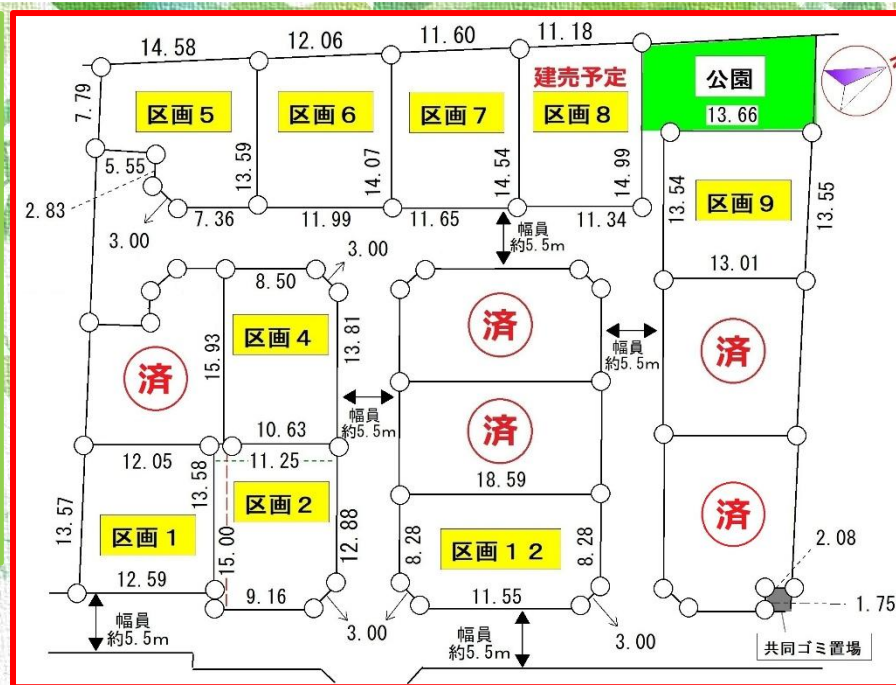 14.58
12.06
11.60
11.18
7.79
区画5
区画6
区画7
建売予定
区画8
公園
13.66
5.55
2.83
3.00
13.59
14.07
14.54
14.99
7.36
11.99
11.65
11.34
13.54
区画9
13.55
幅員
約5.5m
13.01
8.50
3.00
区画4
15.93
13.81
済
済
済
幅員
約5.5m
幅員
約5.5m
12.05
10.63
11.25
済
18.59
13.57
13.58
15.00
区画1
区画2
12.88
8.28
区画12
8.28
済
2.08
1.75
12.59
9.16
3.00
11.55
3.00
共同ゴミ置場
幅員
約5.5m
幅員
約5.5m